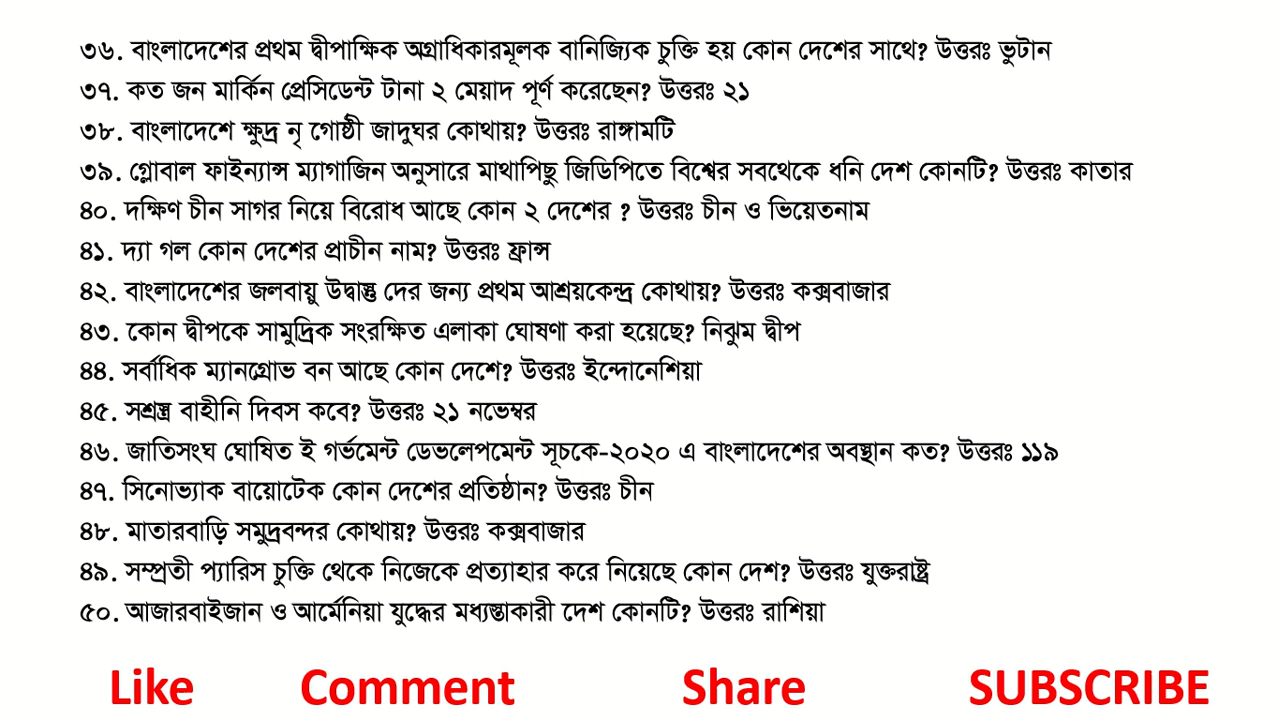 ৩৬. বাংলাদেশের প্রথম দ্বীপাক্ষিক অগ্রাধিকারমূলক বানিজ্যিক চুক্তি হয় কোন দেশের সাথে? উত্তরঃ ভুটান
৩৭. কত জন মার্কিন প্রেসিডেন্ট টানা ২ মেয়াদ পূর্ণ করেছেন? উত্তরঃ ২১
৩৮. বাংলাদেশে ক্ষুদ্র নৃ গোষ্ঠী জাদুঘর কোথায়? উত্তরঃ রাঙ্গামটি
৩৯. গ্লোবাল ফাইন্যান্স ম্যাগাজিন অনুসারে মাথাপিছু জিডিপিতে বিশ্বের সবথেকে ধনি দেশ কোনটি? উত্তরঃ কাতার
৪০. দক্ষিণ চীন সাগর নিয়ে বিরোধ আছে কোন ২ দেশের ? উত্তরঃ চীন ও ভিয়েতনাম
৪১. দ্যা গল কোন দেশের প্রাচীন নাম? উত্তরঃ ফ্রান্স
৪২. বাংলাদেশের জলবায়ু উদ্বাস্তু দের জন্য প্রথম আশ্রয়কেন্দ্র কোথায়? উত্তরঃ কক্সবাজার
৪৩. কোন দ্বীপকে সামুদ্রিক সংরক্ষিত এলাকা ঘোষণা করা হয়েছে? নিঝুম দ্বীপ
৪৪. সর্বাধিক ম্যানগ্রোভ বন আছে কোন দেশে? উত্তরঃ ইন্দোনেশিয়া
৪৫. সশ্রস্ত্র বাহীনি দিবস কবে? উত্তরঃ ২১ নভেম্বর
৪৬. জাতিসংঘ ঘোষিত ই গর্ভমেন্ট ডেভলেপমেন্ট সূচকে-২০২০ এ বাংলাদেশের অবস্থান কত? উত্তরঃ ১১৯
৪৭. সিনোভ্যাক বায়োটেক কোন দেশের প্রতিষ্ঠান? উত্তরঃ চীন
৪৮. মাতারবাড়ি সমুদ্রবন্দর কোথায়? উত্তরঃ কক্সবাজার
৪৯. সম্প্রতী প্যারিস চুক্তি থেকে নিজেকে প্রত্যাহার করে নিয়েছে কোন দেশ? উত্তরঃ যুক্তরাষ্ট্র
৫০. আজারবাইজান ও আর্মেনিয়া যুদ্ধের মধ্যস্তাকারী দেশ কোনটি? উত্তরঃ রাশিয়া
Like Comment Share SUBSCRIBE